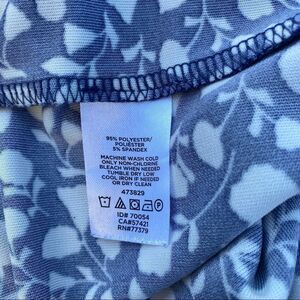 95% POLYESTER/
POLIÉSTER
5% SPANDEX
MACHINE WASH COLD
ONLY NON-CHLORINE
BLEACH WHEN NEEDED
TUMBLE DRY LOW
COOL IRON IF NEEDED
OR DRY CLEAN
473829
ID# 70054
CA#57421
RN#77379